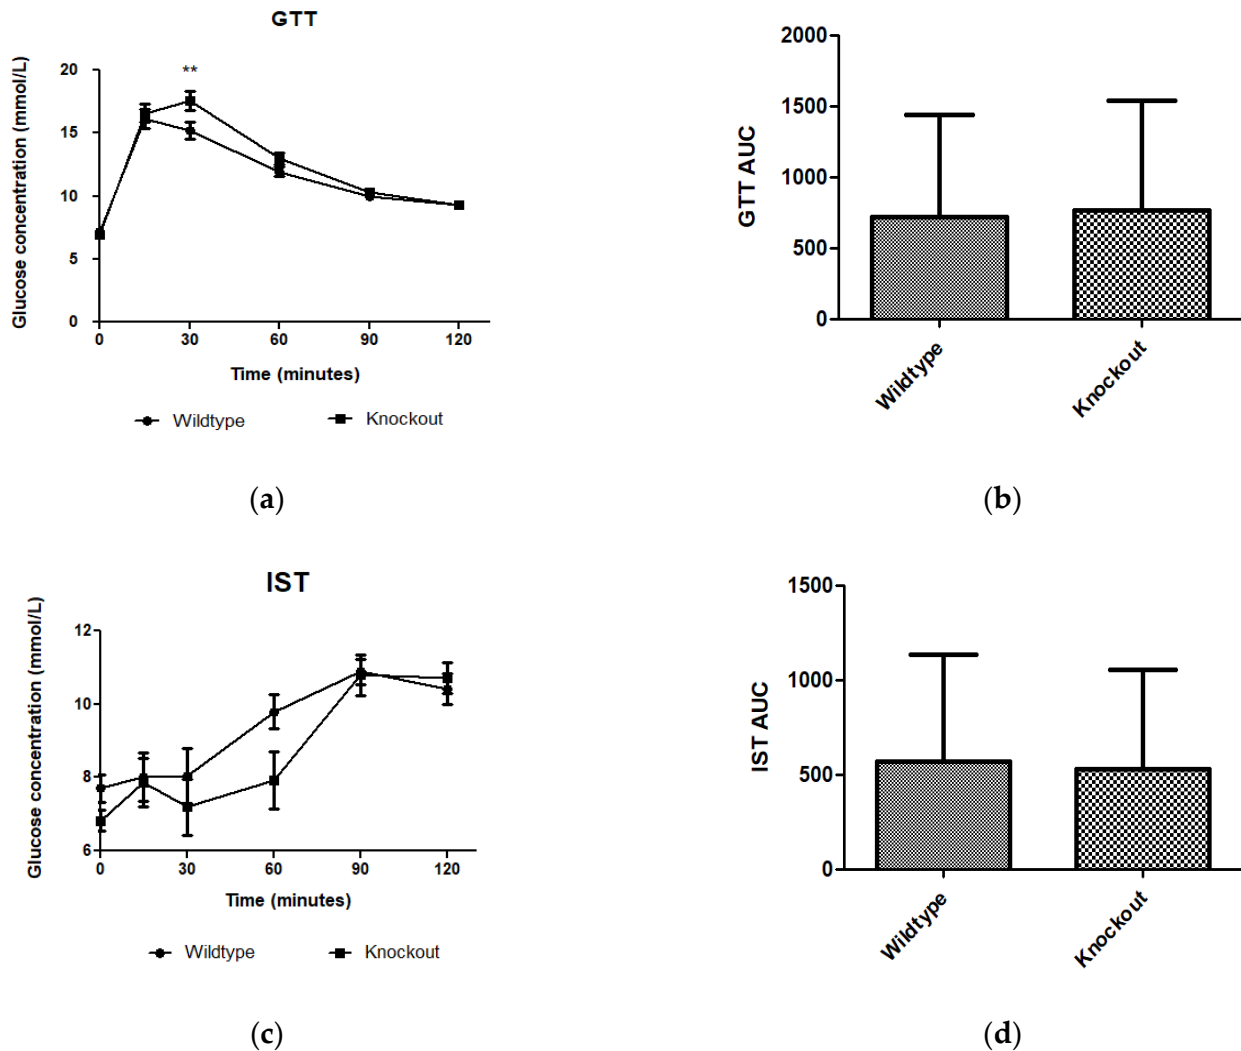 GTT
Glucose concentration (mmol/L)
20
15
10
5
0
**
0 30 60 90 120
Time (minutes)
Wildtype Knockout
(a)
GTT AUC
2000
1500
1000
500
0
Wildtype
Knockout
(b)
IST
Glucose concentration (mmol/L)
12
10
8
6
0 30 60 90 120
Time (minutes)
Wildtype Knockout
(c)
IST AUC
1500
1000
500
0
Wildtype
Knockout
(d)